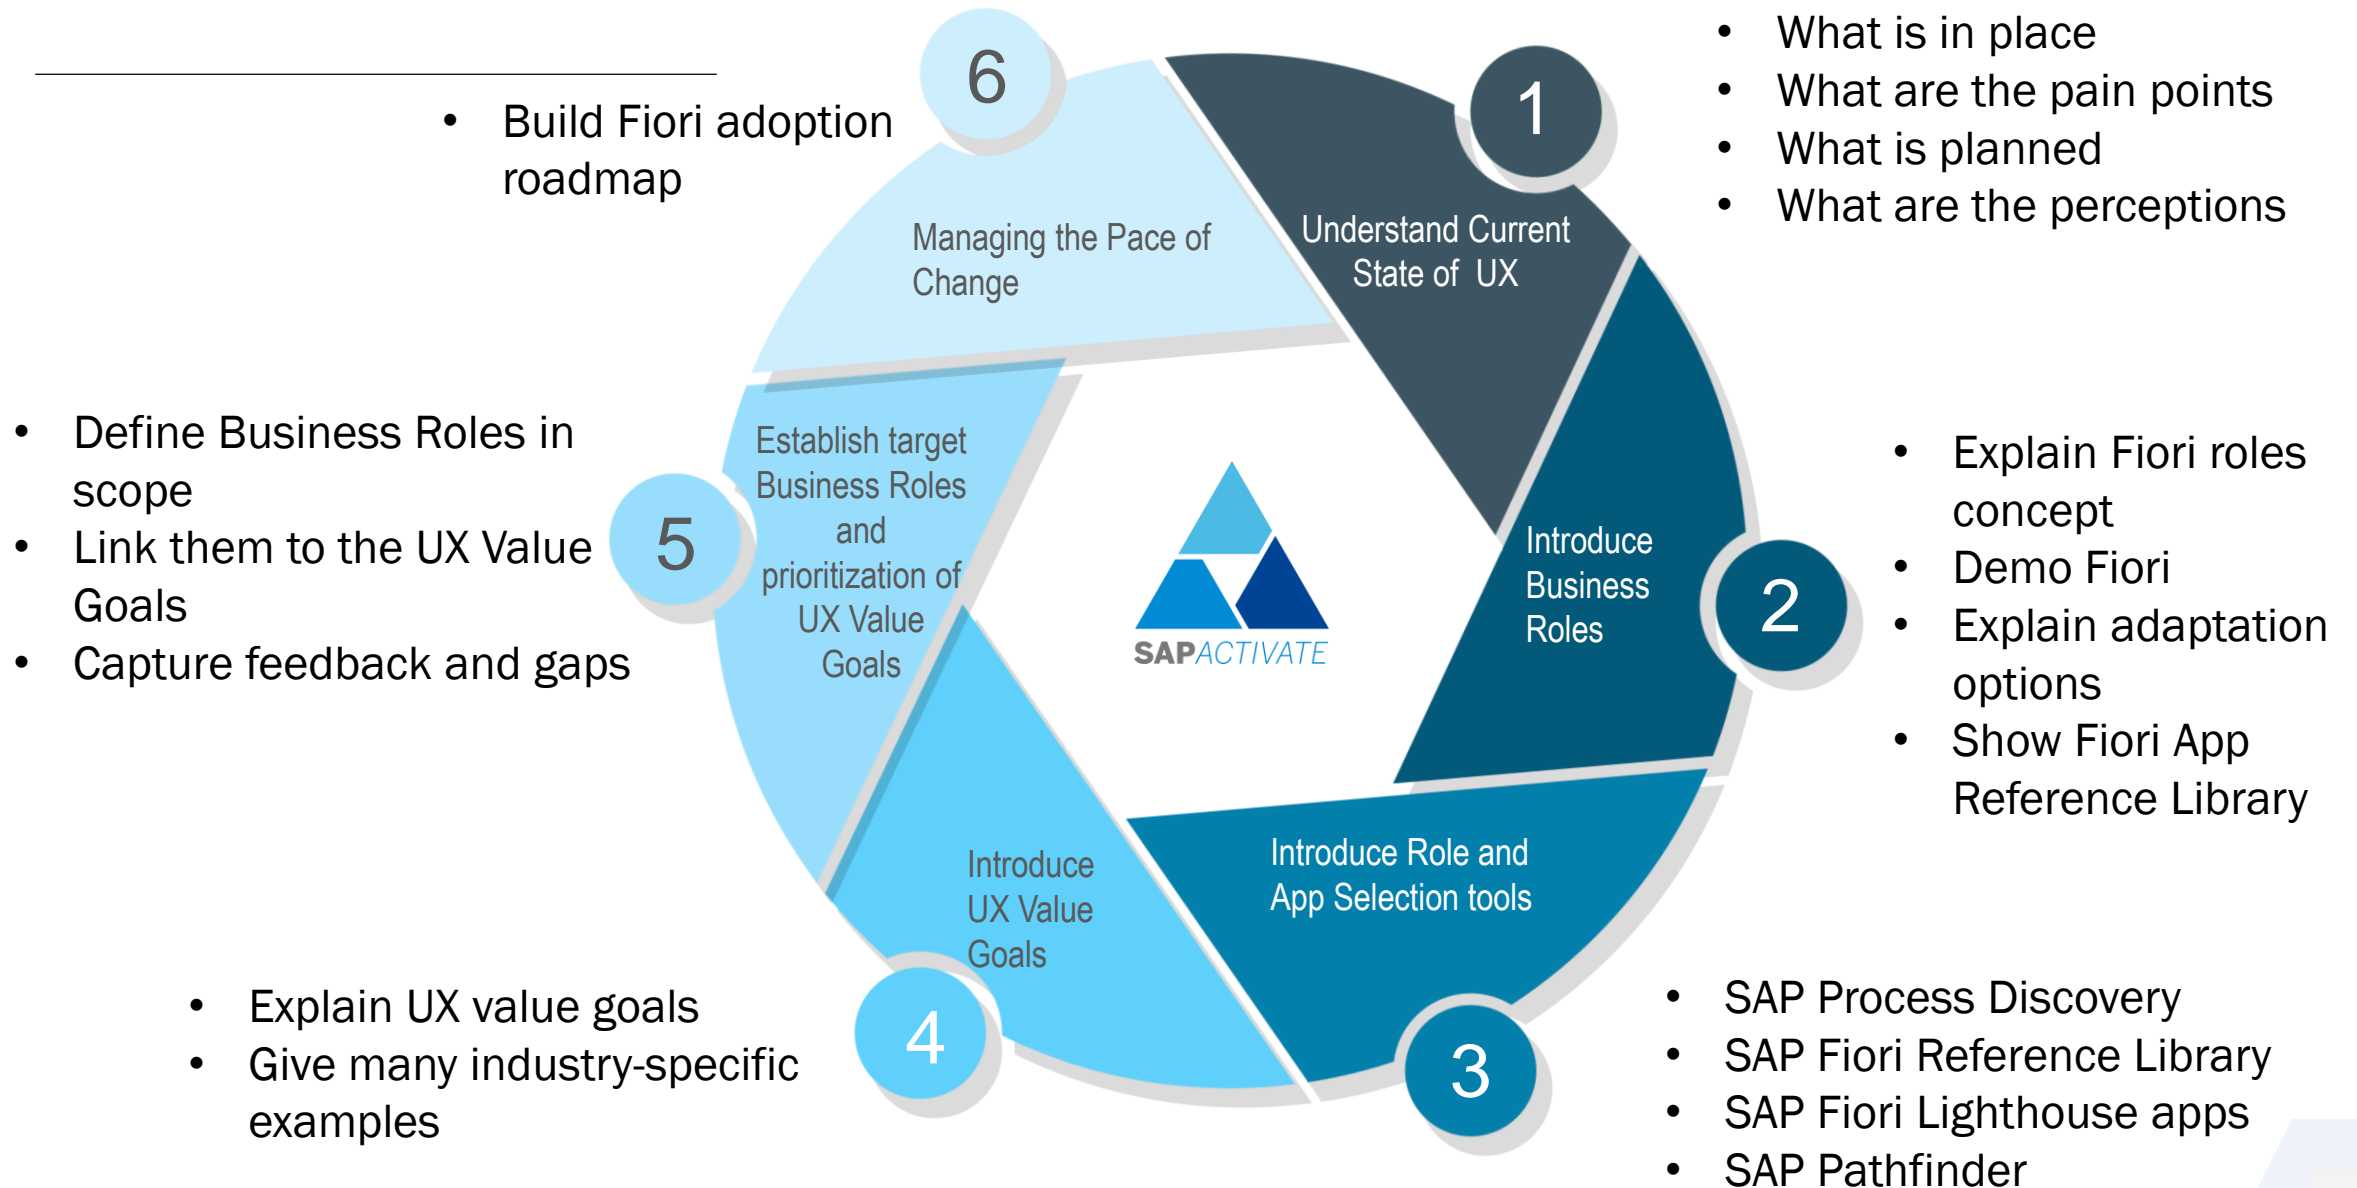 1
• What is in place
• What are the pain points
• What is planned
• What are the perceptions
Understand Current
State of UX
2
Introduce
Business
Roles
• Explain Fiori roles
concept
• Demo Fiori
• Explain adaptation
options
• Show Fiori App
Reference Library
3
Introduce Role and
App Selection tools
• SAP Process Discovery
• SAP Fiori Reference Library
• SAP Fiori Lighthouse apps
• SAP Pathfinder
4
Introduce
UX Value
Goals
• Explain UX value goals
• Give many industry-specific
examples
5
Establish target
Business Roles
and
prioritization of
UX Value
Goals
• Define Business Roles in
scope
• Link them to the UX Value
Goals
• Capture feedback and gaps
6
Managing the Pace of
Change
• Build Fiori adoption
roadmap
SAPACTIVATE